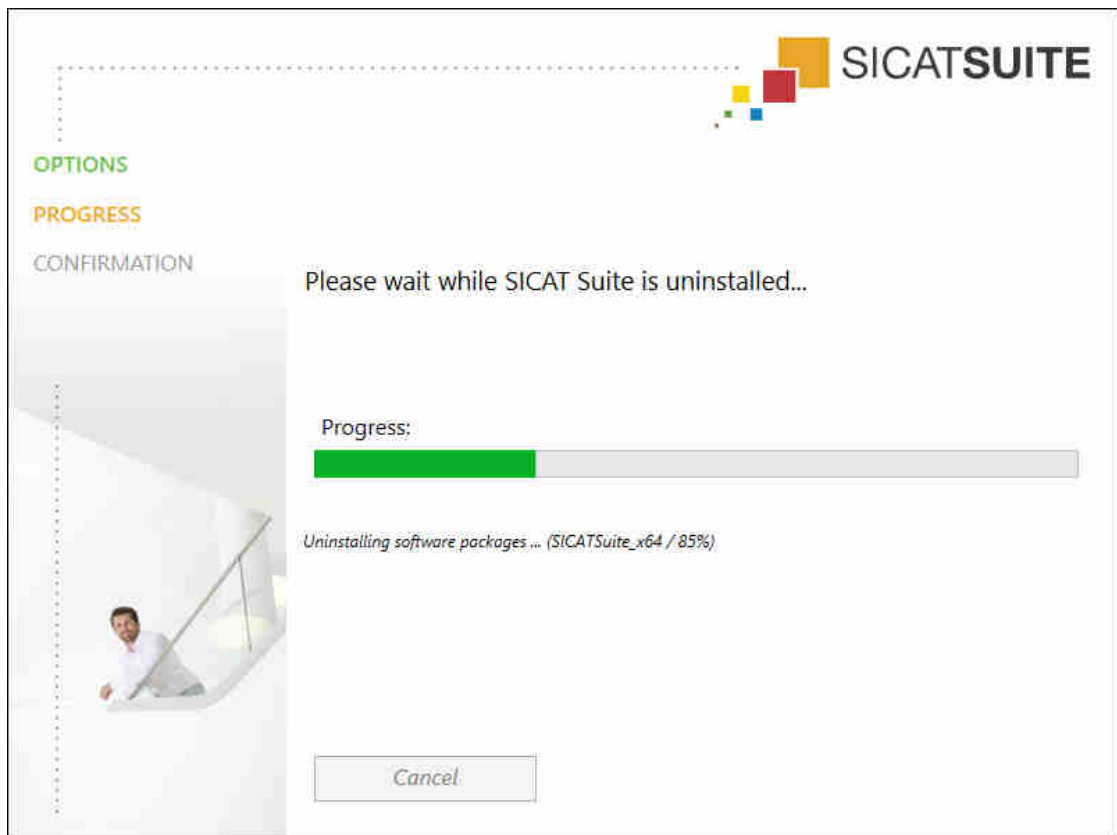 SICATSUITE
OPTIONS
PROGRESS
CONFIRMATION
Please wait while SICAT Suite is uninstalled...
Progress:
Uninstalling software packages ... (SICATSuite_x64 / 85%)
Cancel